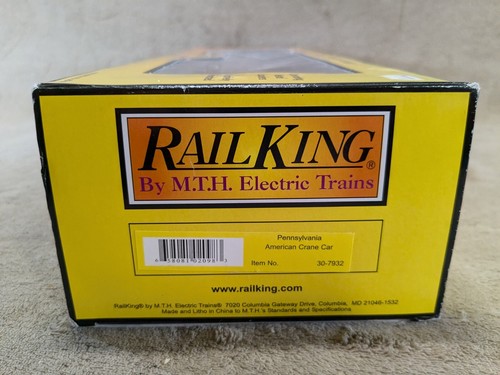 RAILKING®
By M.T.H. Electric Trains
Pennsylvania
American Crane Car
Item No. 30-7932
www.railking.com
RailKing® by M.T.H. Electric Trains® 7020 Columbia Gateway Drive, Columbia, MD 21046-1532
Made and Litho in China to M.T.H.'s Standards and Specifications